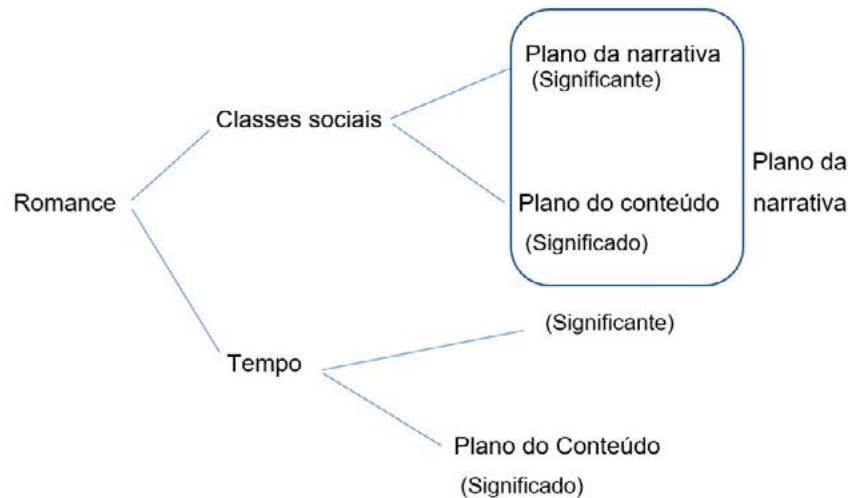 Plano da narrativa
(Significante)
Classes sociais
Plano da
narrativa
Romance
Plano do conteúdo
(Significado)
(Significante)
Tempo
Plano do Conteúdo
(Significado)